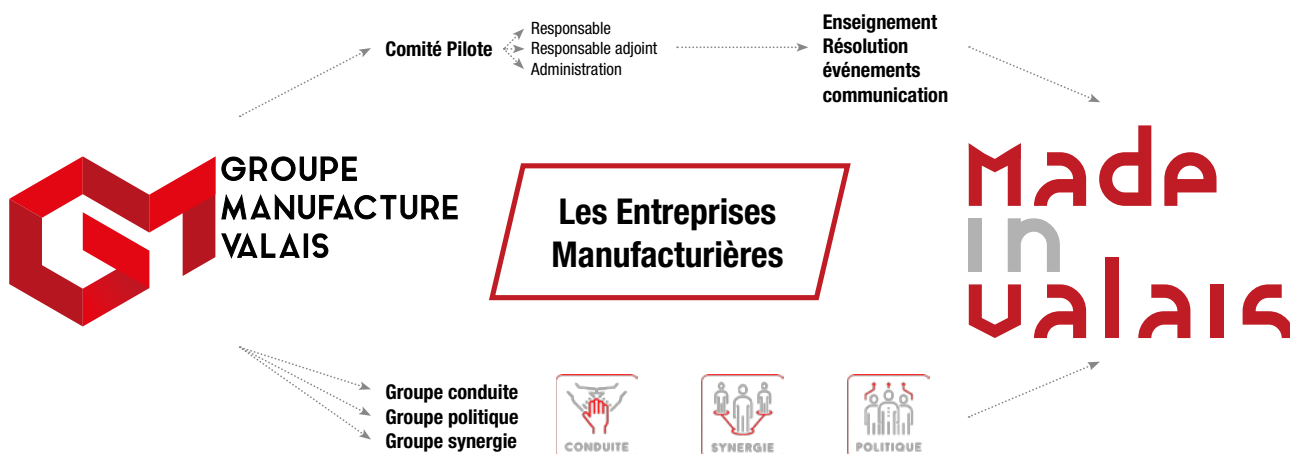 Comité Pilote
Responsable
Responsable adjoint
Administration
Enseignement
Résolution
événements
communication
GM
GROUPE
MANUFACTURE
VALAIS
Les Entreprises
Manufacturières
Made
in
valais
Groupe conduite
Groupe politique
Groupe synergie
CONDUITE
SYNERGIE
POLITIQUE